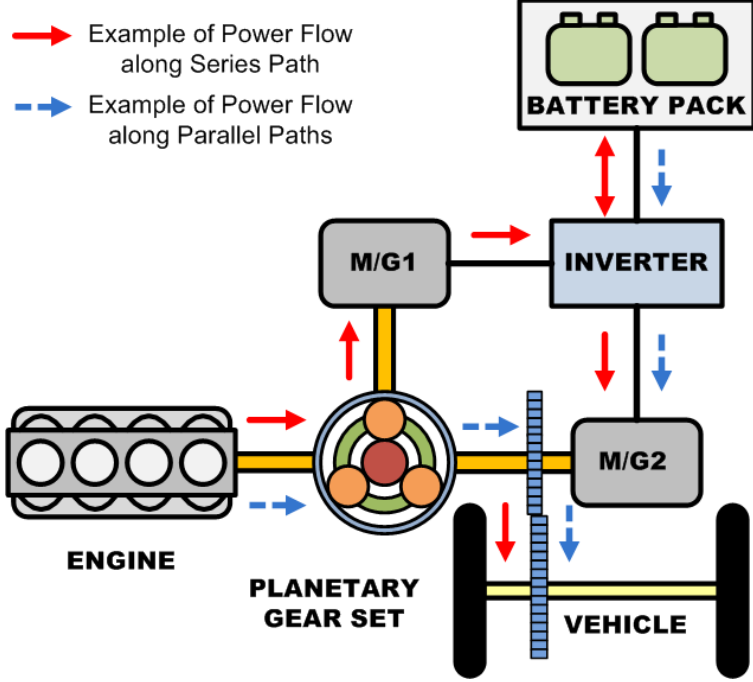 Example of Power Flow
along Series Path
Example of Power Flow
along Parallel Paths
BATTERY PACK
M/G1
INVERTER
M/G2
ENGINE
PLANETARY
GEAR SET
VEHICLE